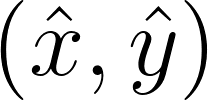 (x̂, ŷ)